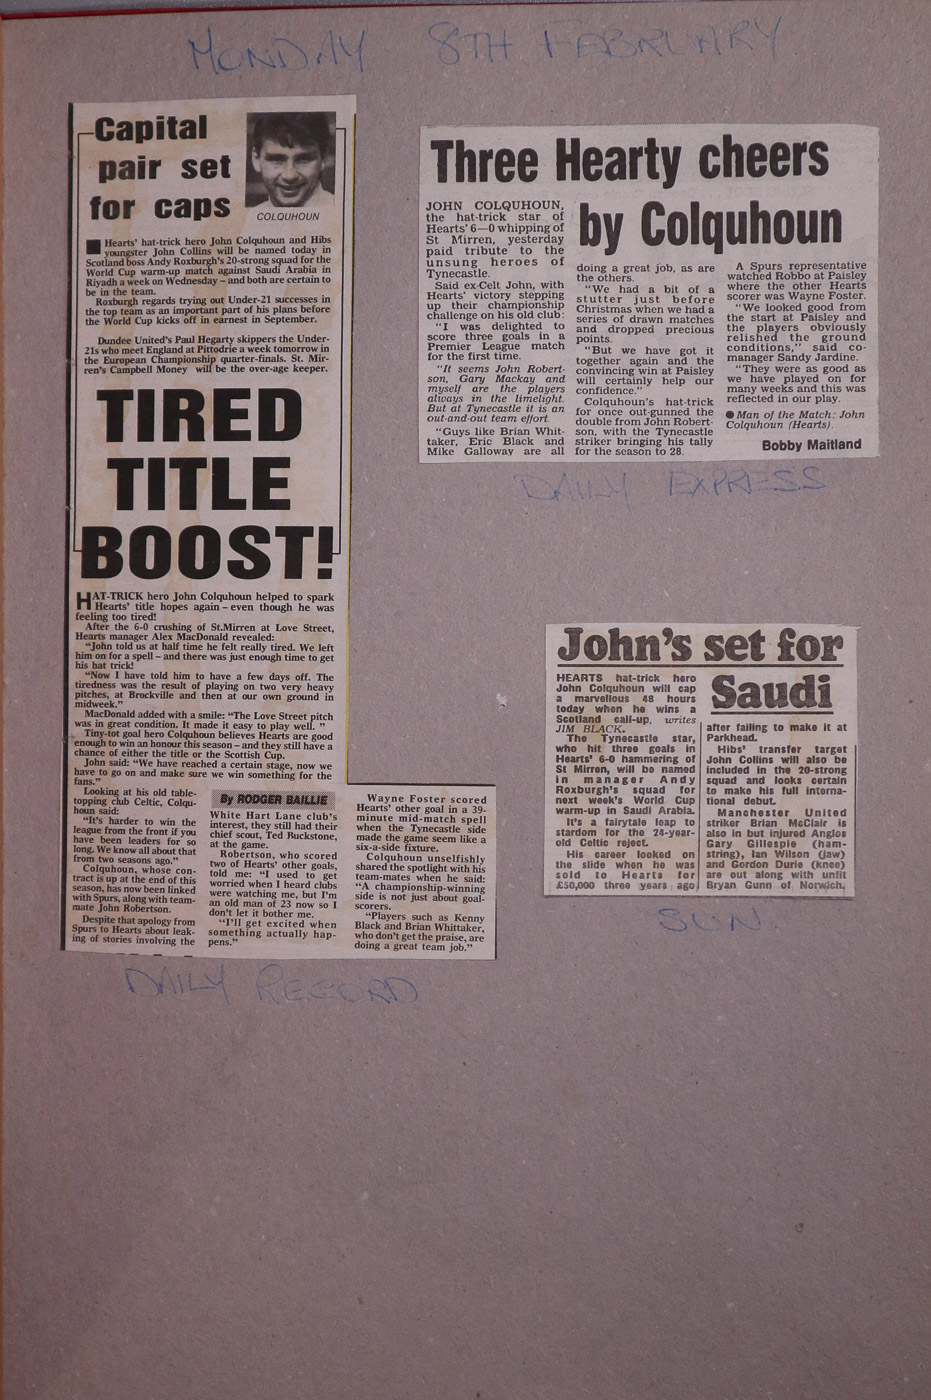 MONDAY 8TH FEBRUARY
Capital
pair set
for caps
COLQUHOUN
Hearts' hat-trick hero John Colquhoun and Hibs
youngster John Collins will be named today in
Scotland boss Andy Roxburgh's 20-strong squad for the
World Cup warm-up match against Saudi Arabia in
Riyadh a week on Wednesday – and both are certain to
be in the team.
Roxburgh regards trying out Under-21 successes in
the top team as an important part of his plans before
the World Cup kicks off in earnest in September.
Dundee United's Paul Hegarty skippers the Under-
21s who meet England at Pittodrie a week tomorrow in
the European Championship quarter-finals. St. Mir-
ren's Campbell Money will be the over-age keeper.
TIRED
TITLE
BOOST!
HAT-TRICK hero John Colquhoun helped to spark
Hearts' title hopes again – even though he was
feeling too tired!
After the 6-0 crushing of St.Mirren at Love Street,
Hearts manager Alex MacDonald revealed:
"John told us at half time he felt really tired. We left
him on for a spell – and there was just enough time to get
his hat trick!
"Now I have told him to have a few days off. The
tiredness was the result of playing on two very heavy
pitches, at Brockville and then at our own ground in
midweek."
MacDonald added with a smile: "The Love Street pitch
was in great condition. It made it easy to play well. "
Tiny-tot goal hero Colquhoun believes Hearts are good
enough to win an honour this season – and they still have a
chance of either the title or the Scottish Cup.
John said: "We have reached a certain stage, now we
have to go on and make sure we win something for the
fans."
Looking at his old table-
topping club Celtic, Colqu-
houn said:
"It's harder to win the
league from the front if you
have been leaders for so
long. We know all about that
from two seasons ago."
Colquhoun, whose con-
tract is up at the end of this
season, has now been linked
with Spurs, along with team-
mate John Robertson.
Despite that apology from
Spurs to Hearts about leak-
ing of stories involving the
By RODGER BAILLIE
White Hart Lane club's
interest, they still had their
chief scout, Ted Buckstone,
at the game.
Robertson, who scored
two of Hearts' other goals,
told me: "I used to get
worried when I heard clubs
were watching me, but I'm
an old man of 23 now so I
don't let it bother me.
"I'll get excited when
something actually hap-
pens."
Wayne Foster scored
Hearts' other goal in a 39-
minute mid-match spell
when the Tynecastle side
made the game seem like a
six-a-side fixture.
Colquhoun unselfishly
shared the spotlight with his
team-mates when he said:
"A championship-winning
side is not just about goal-
scorers.
"Players such as Kenny
Black and Brian Whittaker,
who don't get the praise, are
doing a great team job."
DAILY RECORD
Three Hearty cheers
by Colquhoun
JOHN COLQUHOUN,
the hat-trick star of
Hearts' 6—0 whipping of
St Mirren, yesterday
paid tribute to the
unsung heroes of
Tynecastle.
Said ex-Celt John, with
Hearts' victory stepping
up their championship
challenge on his old club:
"I was delighted to
score three goals in a
Premier League match
for the first time.
"It seems John Robert-
son, Gary Mackay and
myself are the players
always in the limelight.
But at Tynecastle it is an
out-and-out team effort.
"Guys like Brian Whit-
taker, Eric Black and
Mike Galloway are all
doing a great job, as are
the others.
"We had a bit of a
stutter just before
Christmas when we had a
series of drawn matches
and dropped precious
points.
"But we have got it
together again and the
convincing win at Paisley
will certainly help our
confidence."
Colquhoun's hat-trick
for once out-gunned the
double from John Robert-
son, with the Tynecastle
striker bringing his tally
for the season to 28.
A Spurs representative
watched Robbo at Paisley
where the other Hearts
scorer was Wayne Foster.
"We looked good from
the start at Paisley and
the players obviously
relished the ground
conditions," said co-
manager Sandy Jardine.
"They were as good as
we have played on for
many weeks and this was
reflected in our play.
● Man of the Match: John
Colquhoun (Hearts).
Bobby Maitland
DAILY EXPRESS
John's set for
Saudi
HEARTS hat-trick hero
John Colquhoun will cap
a marvellous 48 hours
today when he wins a
Scotland call-up, writes
JIM BLACK.
The Tynecastle star,
who hit three goals in
Hearts' 6-0 hammering of
St Mirren, will be named
in manager Andy
Roxburgh's squad for
next week's World Cup
warm-up in Saudi Arabia.
It's a fairytale leap to
stardom for the 24-year-
old Celtic reject.
His career looked on
the slide when he was
sold to Hearts for
£50,000 three years ago
after failing to make it at
Parkhead.
Hibs' transfer target
John Collins will also be
included in the 20-strong
squad and looks certain
to make his full interna-
tional debut.
Manchester United
striker Brian McClair is
also in but injured Anglos
Gary Gillespie (ham-
string), Ian Wilson (jaw)
and Gordon Durie (knee)
are out along with unfit
Bryan Gunn of Norwich.
SUN